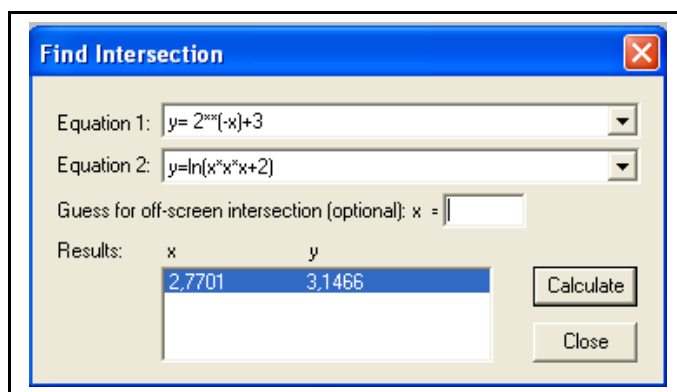 Find Intersection
Equation 1: y= 2**(-x)+3
Equation 2: y=ln(x*x*x+2)
Guess for off-screen intersection (optional): x =
Results: x y
2,7701 3,1466
Calculate
Close